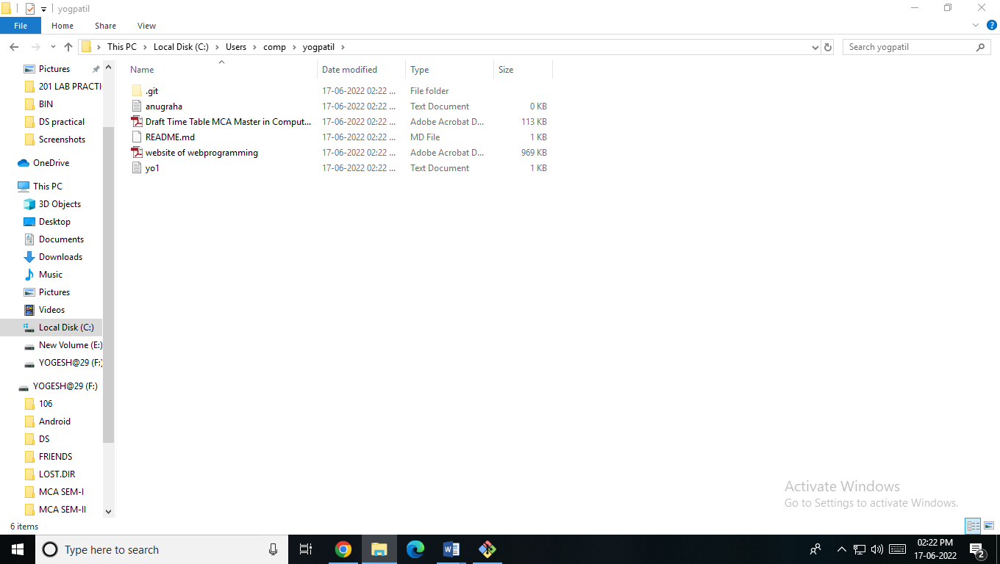 yogpatil
File Home Share View
This PC Local Disk (C:) Users comp yogpatil
Search yogpatil
Pictures
201 LAB PRACTI
BIN
DS practical
Screenshots
OneDrive
This PC
3D Objects
Desktop
Documents
Downloads
Music
Pictures
Videos
Local Disk (C:)
New Volume (E:)
YOGESH@29 (F:)
YOGESH@29 (F:)
106
Android
DS
FRIENDS
LOST.DIR
MCA SEM-I
MCA SEM-II
Name Date modified Type Size
.git 17-06-2022 02:22 ... File folder
anugraha 17-06-2022 02:22 ... Text Document 0 KB
Draft Time Table MCA Master in Comput... 17-06-2022 02:22 ... Adobe Acrobat D... 113 KB
README.md 17-06-2022 02:22 ... MD File 1 KB
website of webprogramming 17-06-2022 02:22 ... Adobe Acrobat D... 969 KB
yo1 17-06-2022 02:22 ... Text Document 1 KB
Activate Windows
Go to Settings to activate Windows.
6 items
Type here to search
02:22 PM
17-06-2022
2